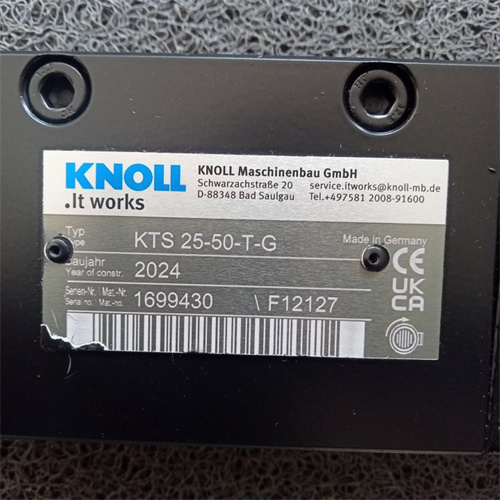 KNOLL
.It works
KNOLL Maschinenbau GmbH
Schwarzachstraße 20 service.itworks@knoll-mb.de
D-88348 Bad Saulgau Tel.+497581 2008-91600
Typ
KTS 25-50-T-G
Made in Germany
Baujahr
Year of constr. 2024
Serien-Nr. Mat.-Nr
Serial no. Mat.-no. 1699430 \ F12127
CE
UK
CA